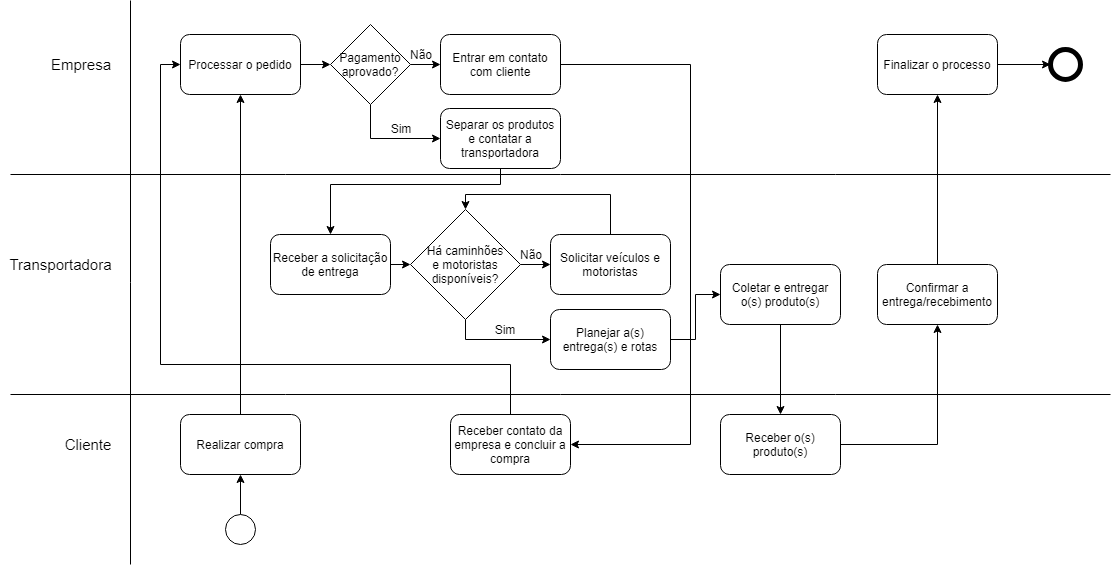 Empresa
Processar o pedido
Pagamento
aprovado?
Não
Entrar em contato
com cliente
Sim
Separar os produtos
e contatar a
transportadora
Finalizar o processo
Transportadora
Receber a solicitação
de entrega
Há caminhões
e motoristas
disponíveis?
Não
Solicitar veículos e
motoristas
Sim
Planejar a(s)
entrega(s) e rotas
Coletar e entregar
o(s) produto(s)
Confirmar a
entrega/recebimento
Cliente
Realizar compra
Receber contato da
empresa e concluir a
compra
Receber o(s)
produto(s)